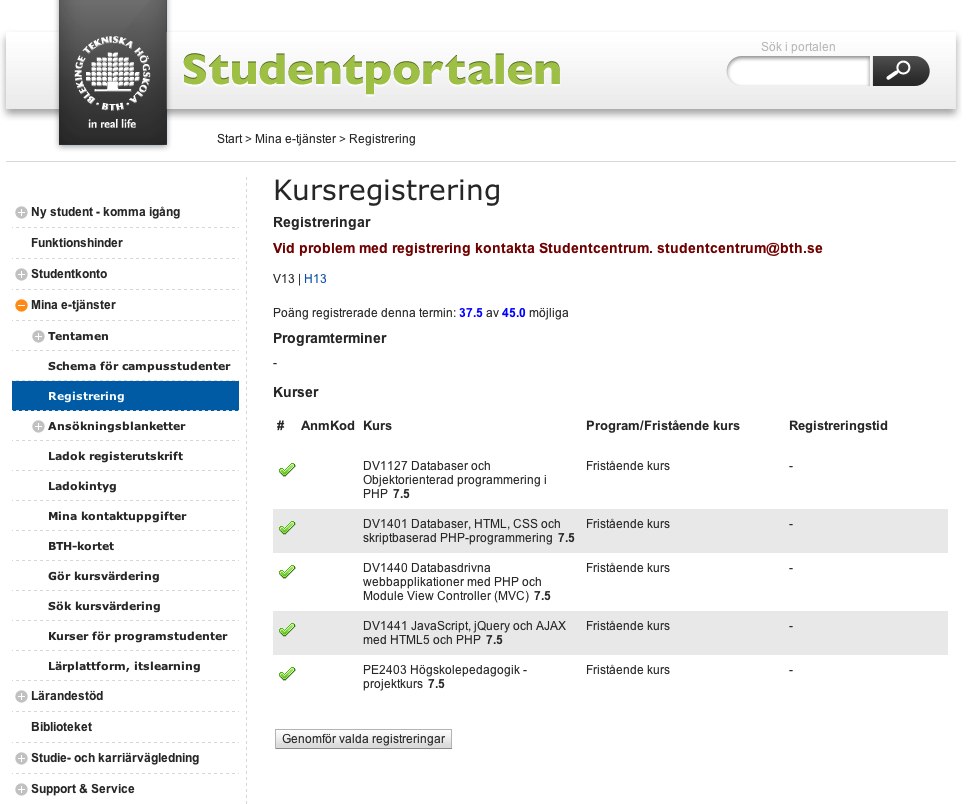 BLEKINGE TEKNISKA HÖGSKOLA
· BTH ·
in real life
Studentportalen
Sök i portalen
Start > Mina e-tjänster > Registrering
Ny student - komma igång
Funktionshinder
Studentkonto
Mina e-tjänster
Tentamen
Schema för campusstudenter
Registrering
Ansökningsblanketter
Ladok registerutskrift
Ladokintyg
Mina kontaktuppgifter
BTH-kortet
Gör kursvärdering
Sök kursvärdering
Kurser för programstudenter
Lärplattform, itslearning
Lärandestöd
Biblioteket
Studie- och karriärvägledning
Support & Service
Kursregistrering
Registreringar
Vid problem med registrering kontakta Studentcentrum. studentcentrum@bth.se
V13 | H13
Poäng registrerade denna termin: 37.5 av 45.0 möjliga
Programterminer
-
Kurser
# AnmKod Kurs Program/Fristående kurs Registreringstid
DV1127 Databaser och Fristående kurs -
Objektorienterad programmering i
PHP 7.5
DV1401 Databaser, HTML, CSS och Fristående kurs -
skriptbaserad PHP-programmering 7.5
DV1440 Databasdrivna Fristående kurs -
webbapplikationer med PHP och
Module View Controller (MVC) 7.5
DV1441 JavaScript, jQuery och AJAX Fristående kurs -
med HTML5 och PHP 7.5
PE2403 Högskolepedagogik - Fristående kurs -
projektkurs 7.5
Genomför valda registreringar